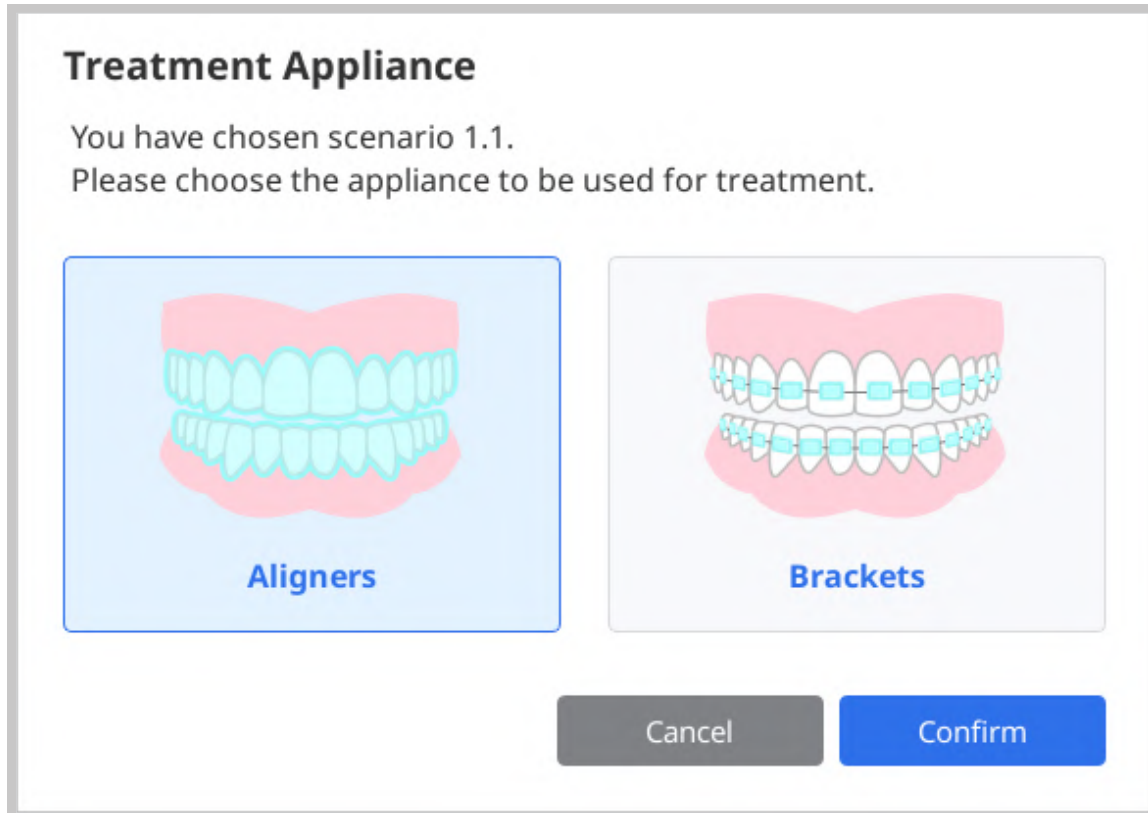 Treatment Appliance
You have chosen scenario 1.1.
Please choose the appliance to be used for treatment.
Aligners
Brackets
Cancel
Confirm